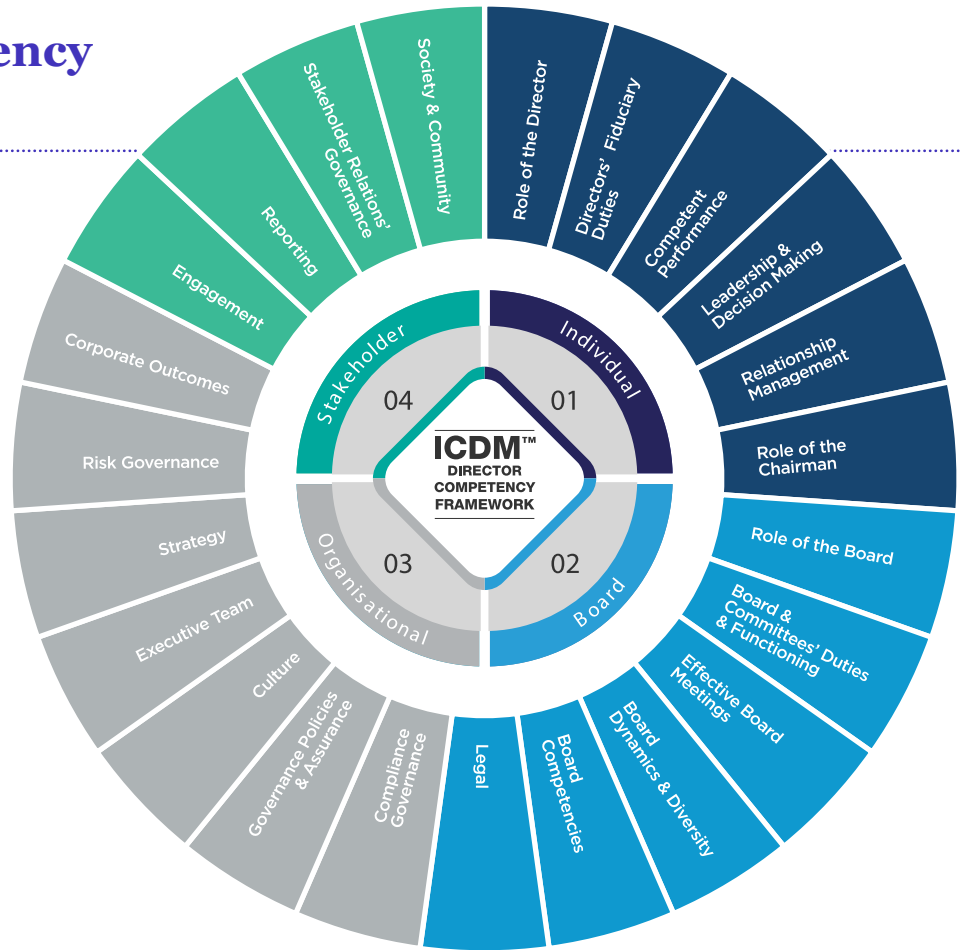 ency
Society & Community
Stakeholder Relations'
Governance
Reporting
Engagement
Role of the Director
Directors' Fiduciary
Duties
Competent
Performance
Leadership &
Decision Making
Relationship
Management
Role of the
Chairman
Role of the Board
Board &
Committees' Duties
& Functioning
Effective Board
Meetings
Board
Dynamics & Diversity
Board
Competencies
Legal
Compliance
Governance
Governance Policies
& Assurance
Culture
Executive Team
Strategy
Risk Governance
Corporate Outcomes
Stakeholder
Individual
Board
Organisational
04
01
02
03
ICDM™
DIRECTOR
COMPETENCY
FRAMEWORK